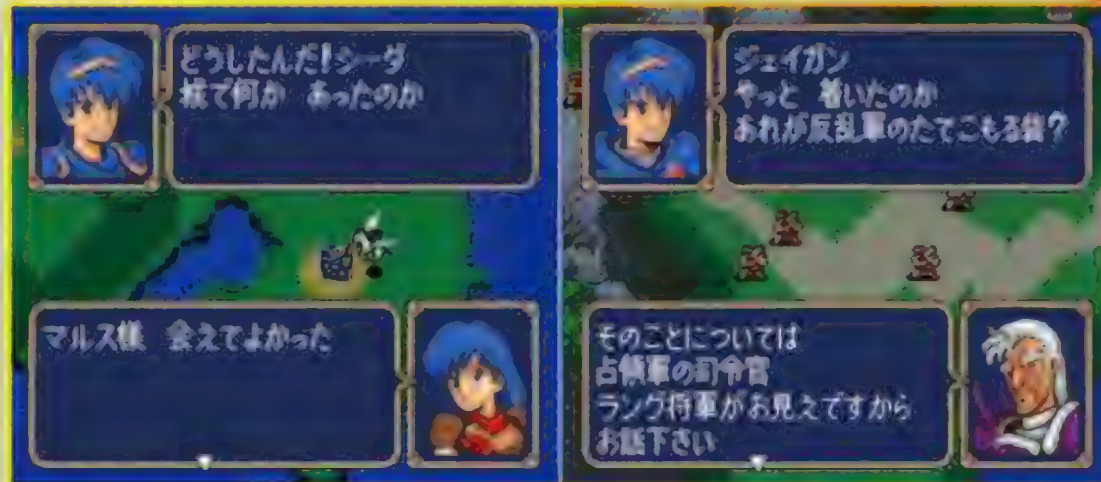 どうしたんだ！シーダ
城で何か あったのか
マルス様 会えてよかった
ジェイガン
やっと 着いたのか
あれが反乱軍のたてこもる城？
そのことについては
占領軍の司令官
ラング将軍がお見えですから
お話下さい